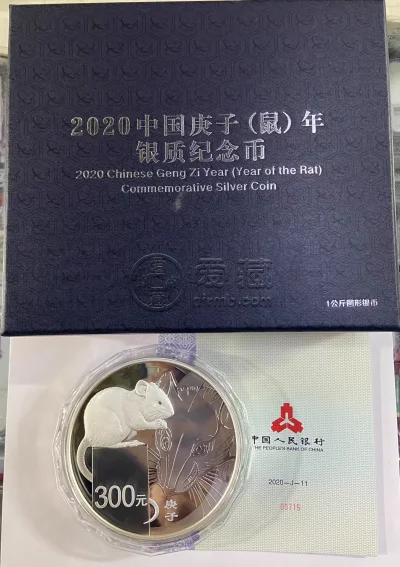 2020中国庚子（鼠）年
银质纪念币
2020 Chinese Geng Zi Year (Year of the Rat)
Commemorative Silver Coin
爱藏
airmb.com
1公斤圆形银币
中国人民银行
THE PEOPLE'S BANK OF CHINA
2020-J-11
300元
庚子